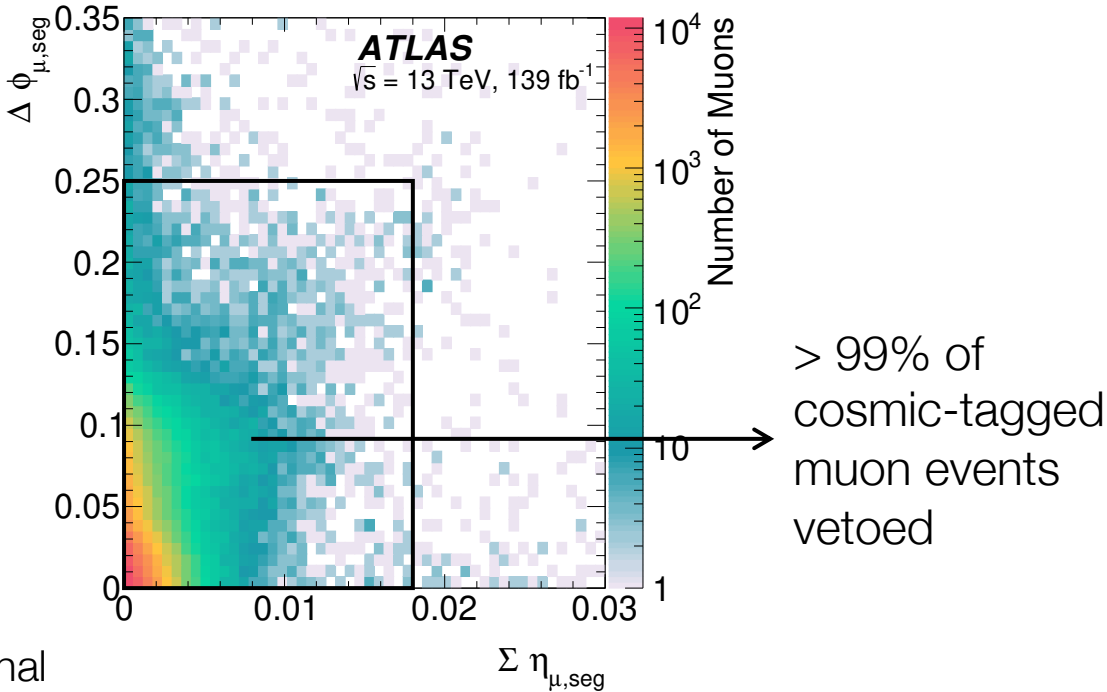 ATLAS
√s = 13 TeV, 139 fb⁻¹
Δ ϕμ,seg
0.35
0.3
0.25
0.2
0.15
0.1
0.05
0
0 0.01 0.02 0.03
Σ ημ,seg
10⁴
10³
10²
10
1
Number of Muons
> 99% of
cosmic-tagged
muon events
vetoed
nal